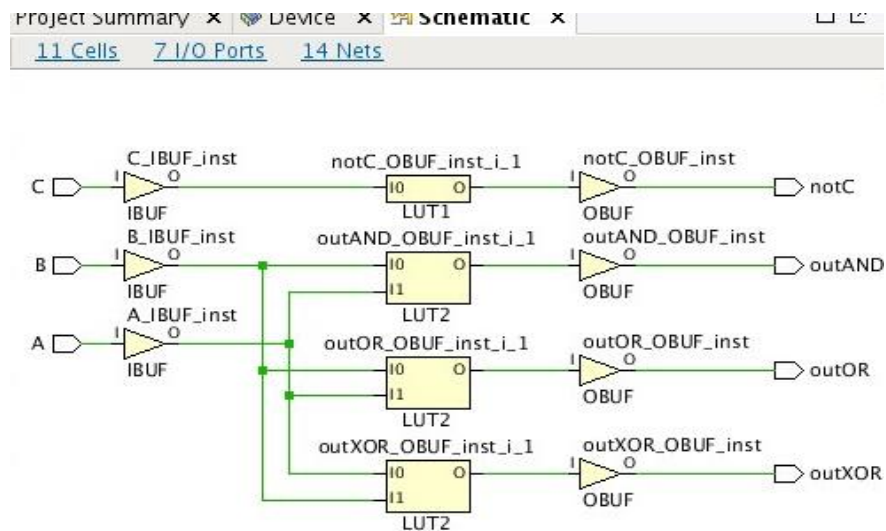 Project Summary × Device × Schematic ×
11 Cells 7 I/O Ports 14 Nets
C_IBUF_inst notC_OBUF_inst_i_1 notC_OBUF_inst
C I O I0 O I O notC
IBUF LUT1 OBUF
B_IBUF_inst outAND_OBUF_inst_i_1 outAND_OBUF_inst
B I O I0 O I O outAND
I1
IBUF LUT2 OBUF
A_IBUF_inst outOR_OBUF_inst_i_1 outOR_OBUF_inst
A I O
IBUF I0 O I O outOR
I1
LUT2 OBUF
outXOR_OBUF_inst_i_1 outXOR_OBUF_inst
I0 O I O outXOR
I1
LUT2 OBUF